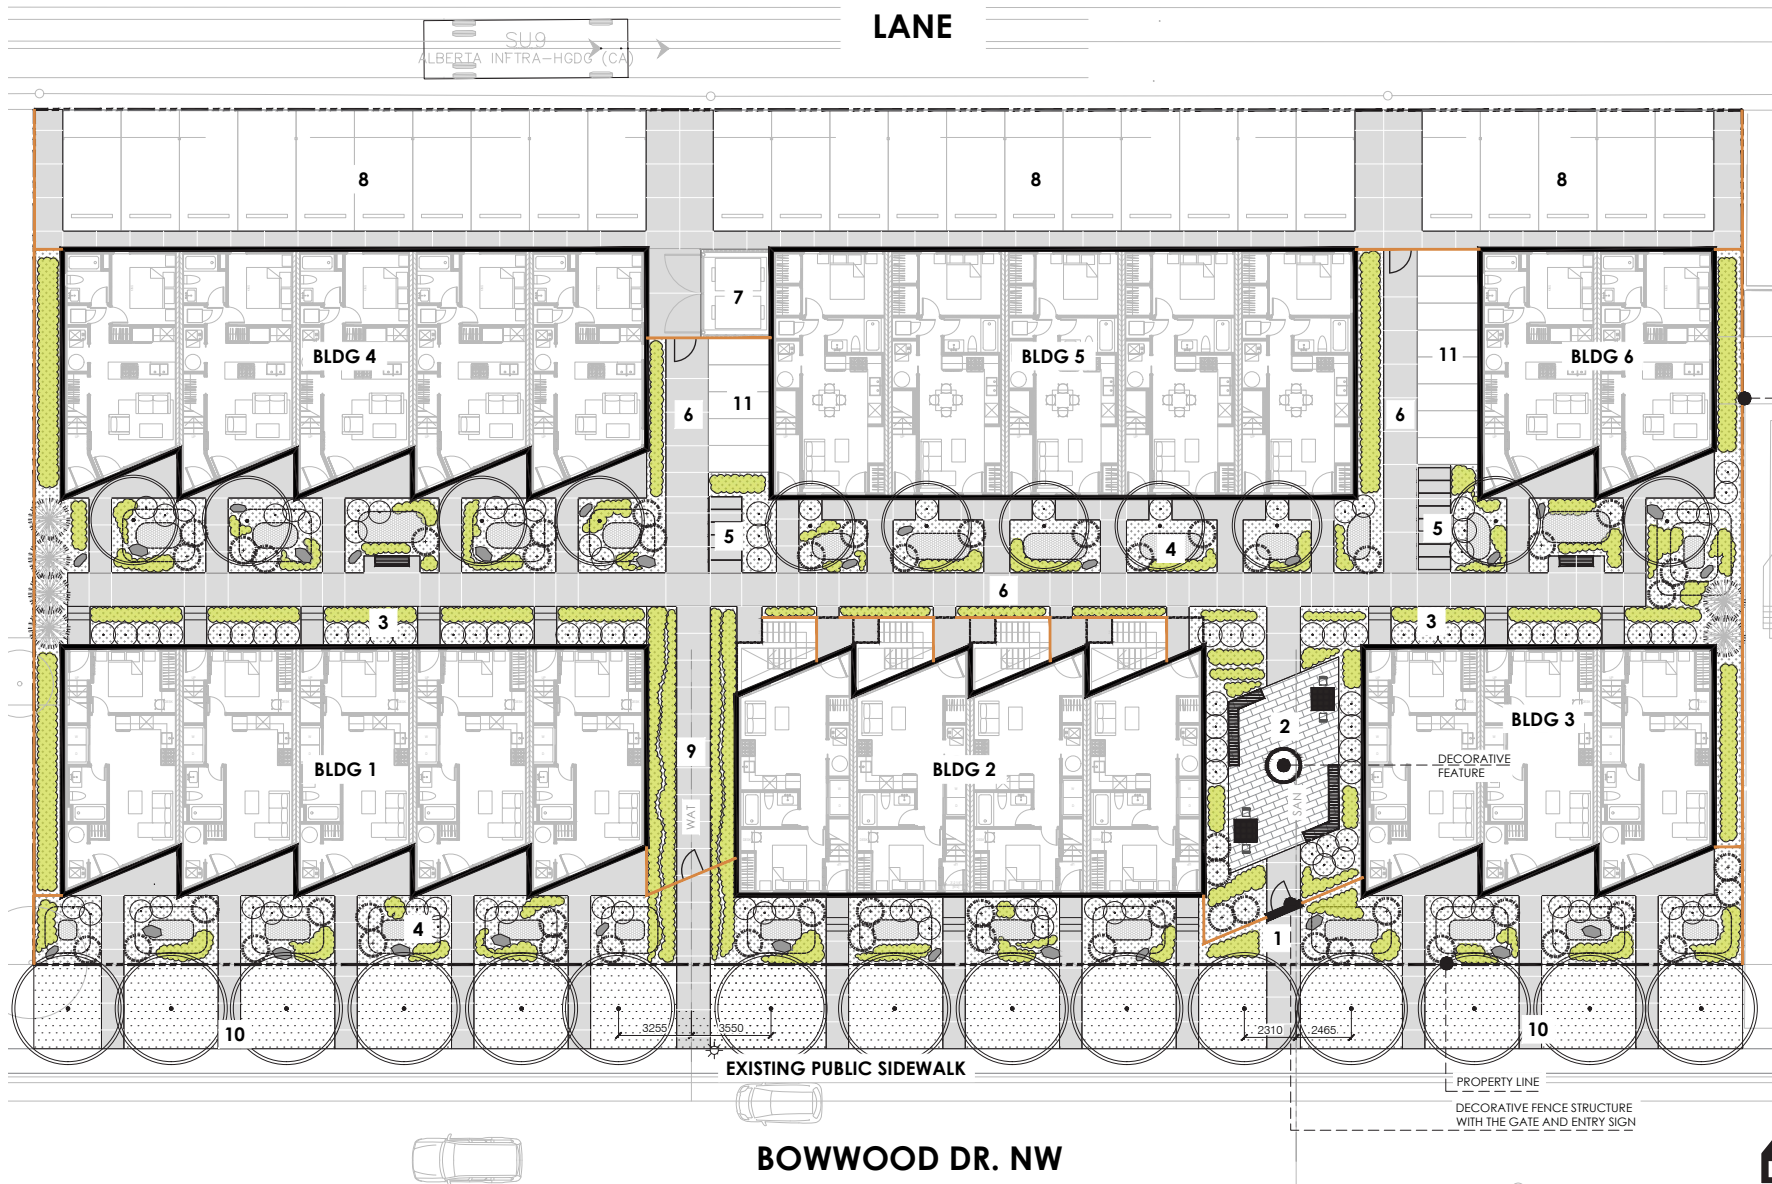 LANE
SU9
ALBERTA INFTRA-HGDG (CA)
8
8
8
7
BLDG 4
BLDG 5
BLDG 6
11
11
6
6
5
5
4
6
3
3
2
BLDG 3
9
BLDG 1
BLDG 2
DECORATIVE
FEATURE
WAT
SAN
4
1
10
3255
3550
2310
2465
10
EXISTING PUBLIC SIDEWALK
PROPERTY LINE
DECORATIVE FENCE STRUCTURE
WITH THE GATE AND ENTRY SIGN
BOWWOOD DR. NW